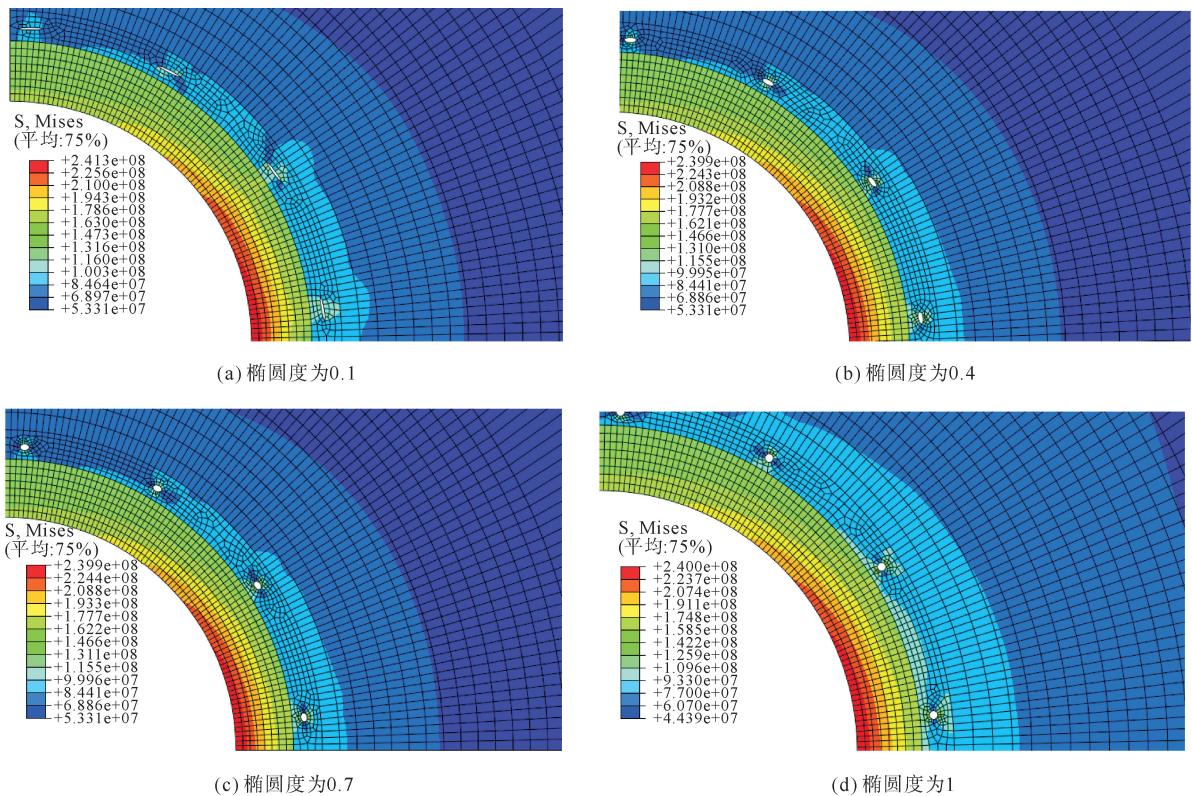 S, Mises
(平均:75%)
+2.413e+08
+2.256e+08
+2.100e+08
+1.943e+08
+1.786e+08
+1.630e+08
+1.473e+08
+1.316e+08
+1.160e+08
+1.003e+08
+8.464e+07
+6.897e+07
+5.331e+07
(a) 椭圆度为0.1
S, Mises
(平均:75%)
+2.399e+08
+2.243e+08
+2.088e+08
+1.932e+08
+1.777e+08
+1.621e+08
+1.466e+08
+1.310e+08
+1.155e+08
+9.995e+07
+8.441e+07
+6.886e+07
+5.331e+07
(b) 椭圆度为0.4
S, Mises
(平均:75%)
+2.399e+08
+2.244e+08
+2.088e+08
+1.933e+08
+1.777e+08
+1.622e+08
+1.466e+08
+1.311e+08
+1.155e+08
+9.996e+07
+8.441e+07
+6.886e+07
+5.331e+07
(c) 椭圆度为0.7
S, Mises
(平均:75%)
+2.400e+08
+2.237e+08
+2.074e+08
+1.911e+08
+1.748e+08
+1.585e+08
+1.422e+08
+1.259e+08
+1.096e+08
+9.330e+07
+7.700e+07
+6.070e+07
+4.439e+07
(d) 椭圆度为1